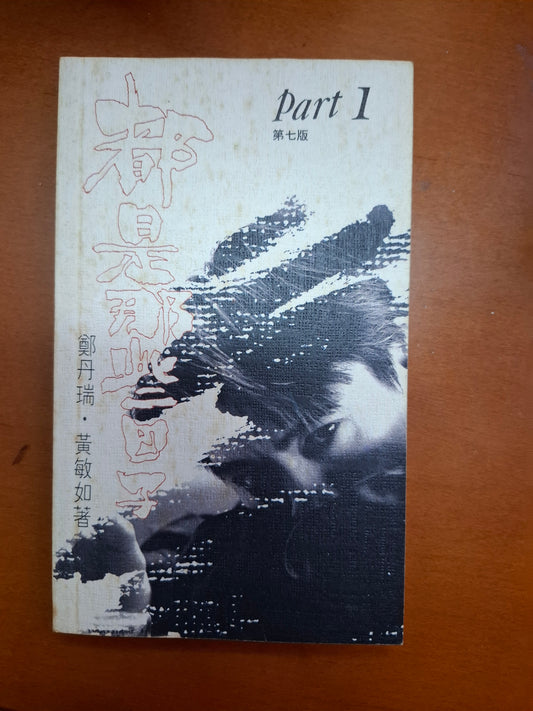 都是那些日子
part 1
第七版
鄭丹瑞・黃敏如著